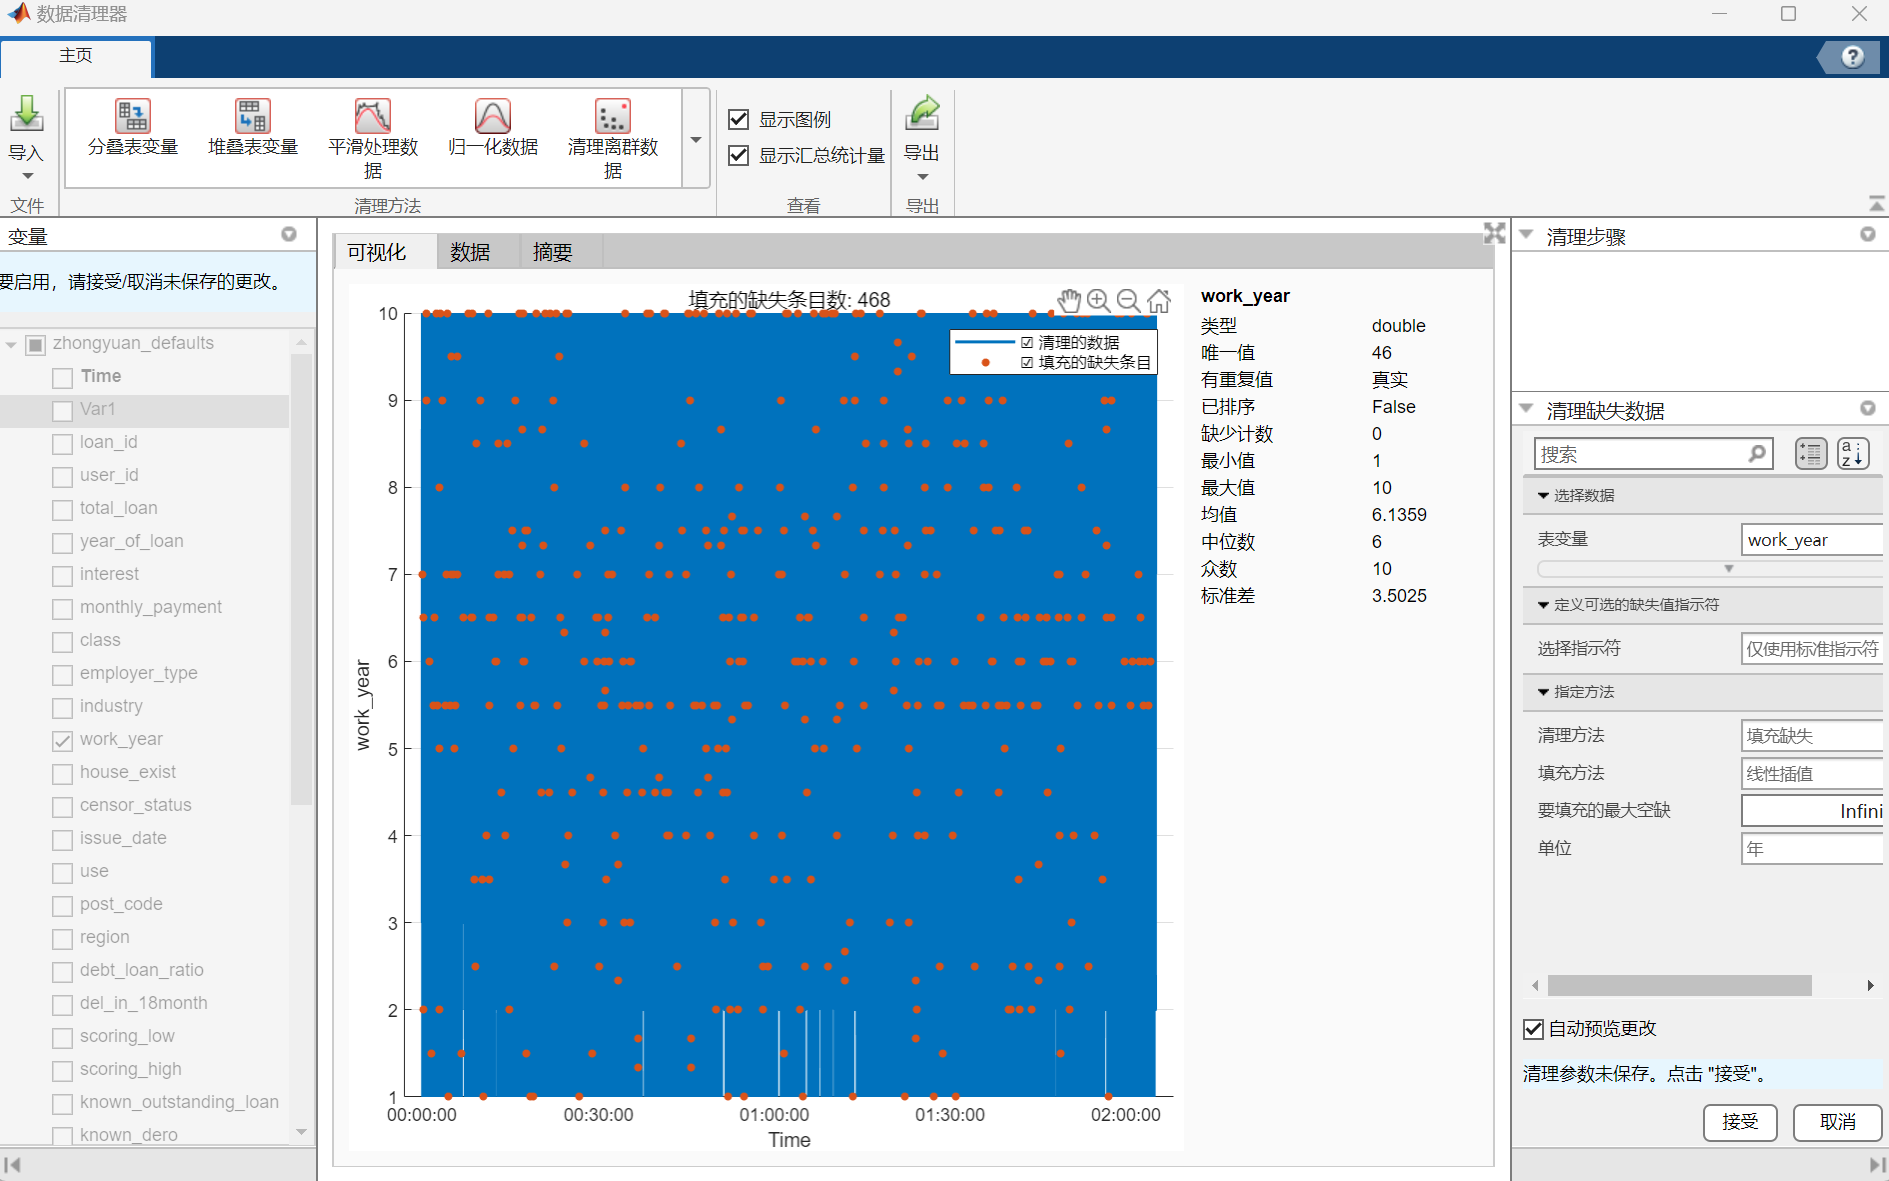 数据清理器
主页
导入
文件
分叠表变量
堆叠表变量
平滑处理数据
归一化数据
清理离群数据
清理方法
显示图例
显示汇总统计量
查看
导出
导出
变量
要启用，请接受/取消未保存的更改。
zhongyuan_defaults
Time
Var1
loan_id
user_id
total_loan
year_of_loan
interest
monthly_payment
class
employer_type
industry
work_year
house_exist
censor_status
issue_date
use
post_code
region
debt_loan_ratio
del_in_18month
scoring_low
scoring_high
known_outstanding_loan
known_dero
可视化
数据
摘要
填充的缺失条目数: 468
清理的数据
填充的缺失条目
10
9
8
7
6
5
4
3
2
1
work_year
00:00:00
00:30:00
01:00:00
01:30:00
02:00:00
Time
work_year
类型 double
唯一值 46
有重复值 真实
已排序 False
缺少计数 0
最小值 1
最大值 10
均值 6.1359
中位数 6
众数 10
标准差 3.5025
清理步骤
清理缺失数据
搜索
选择数据
表变量 work_year
定义可选的缺失值指示符
选择指示符 仅使用标准指示符
指定方法
清理方法 填充缺失
填充方法 线性插值
要填充的最大空缺 Infini
单位 年
自动预览更改
清理参数未保存。点击 "接受"。
接受
取消